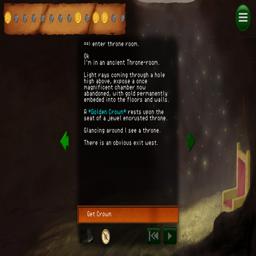 =») enter throne room.
Ok
I'm in an ancient Throne-room.
Light rays coming through a hole
high above, expose a once
magnificent chamber now
abandoned, with gold permanently
embeded into the floors and walls.
A *Golden Crown* rests upon the
seat of a jewel encrusted throne.
Glancing around I see a throne.
There is an obvious exit west.
Get Crown